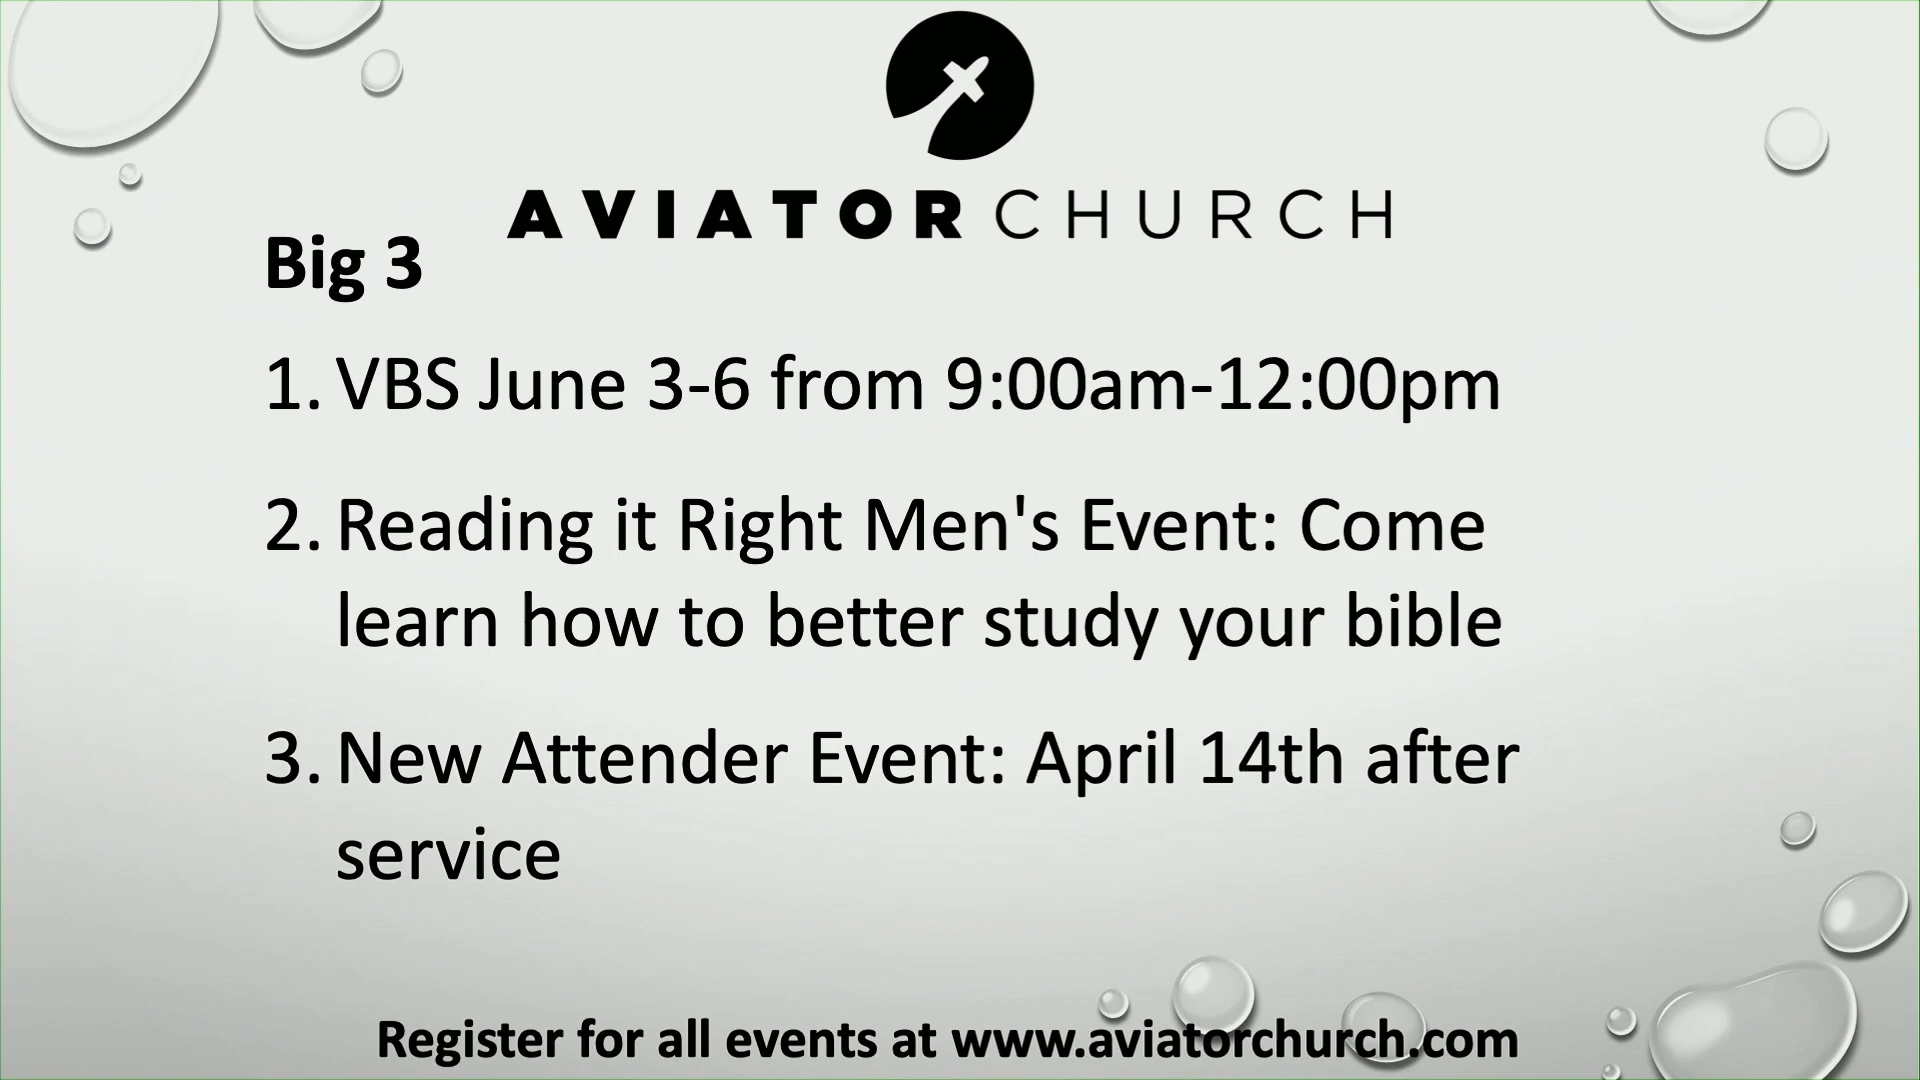 AVIATORCHURCH
Big 3
1. VBS June 3-6 from 9:00am-12:00pm
2. Reading it Right Men's Event: Come
learn how to better study your bible
3. New Attender Event: April 14th after
service
Register for all events at www.aviatorchurch.com